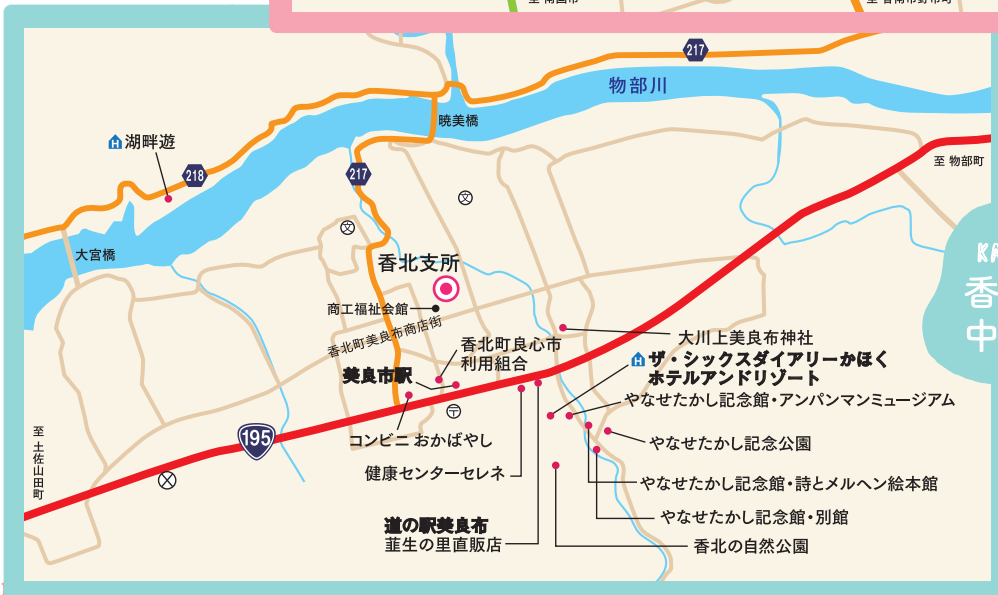 217
物部川
暁美橋
湖畔遊
218
217
至 物部町
文
文
大宮橋
香北支所
商工福祉会館
香北町美良布商店街
香北町良心市
利用組合
美良市駅
大川上美良布神社
ザ・シックスダイアリーかほく
ホテルアンドリゾート
やなせたかし記念館・アンパンマンミュージアム
コンビニ おかばやし
やなせたかし記念公園
195
至 土佐山田町
健康センターセレネ
やなせたかし記念館・詩とメルヘン絵本館
道の駅美良布
韮生の里直販店
やなせたかし記念館・別館
香北の自然公園
香
中